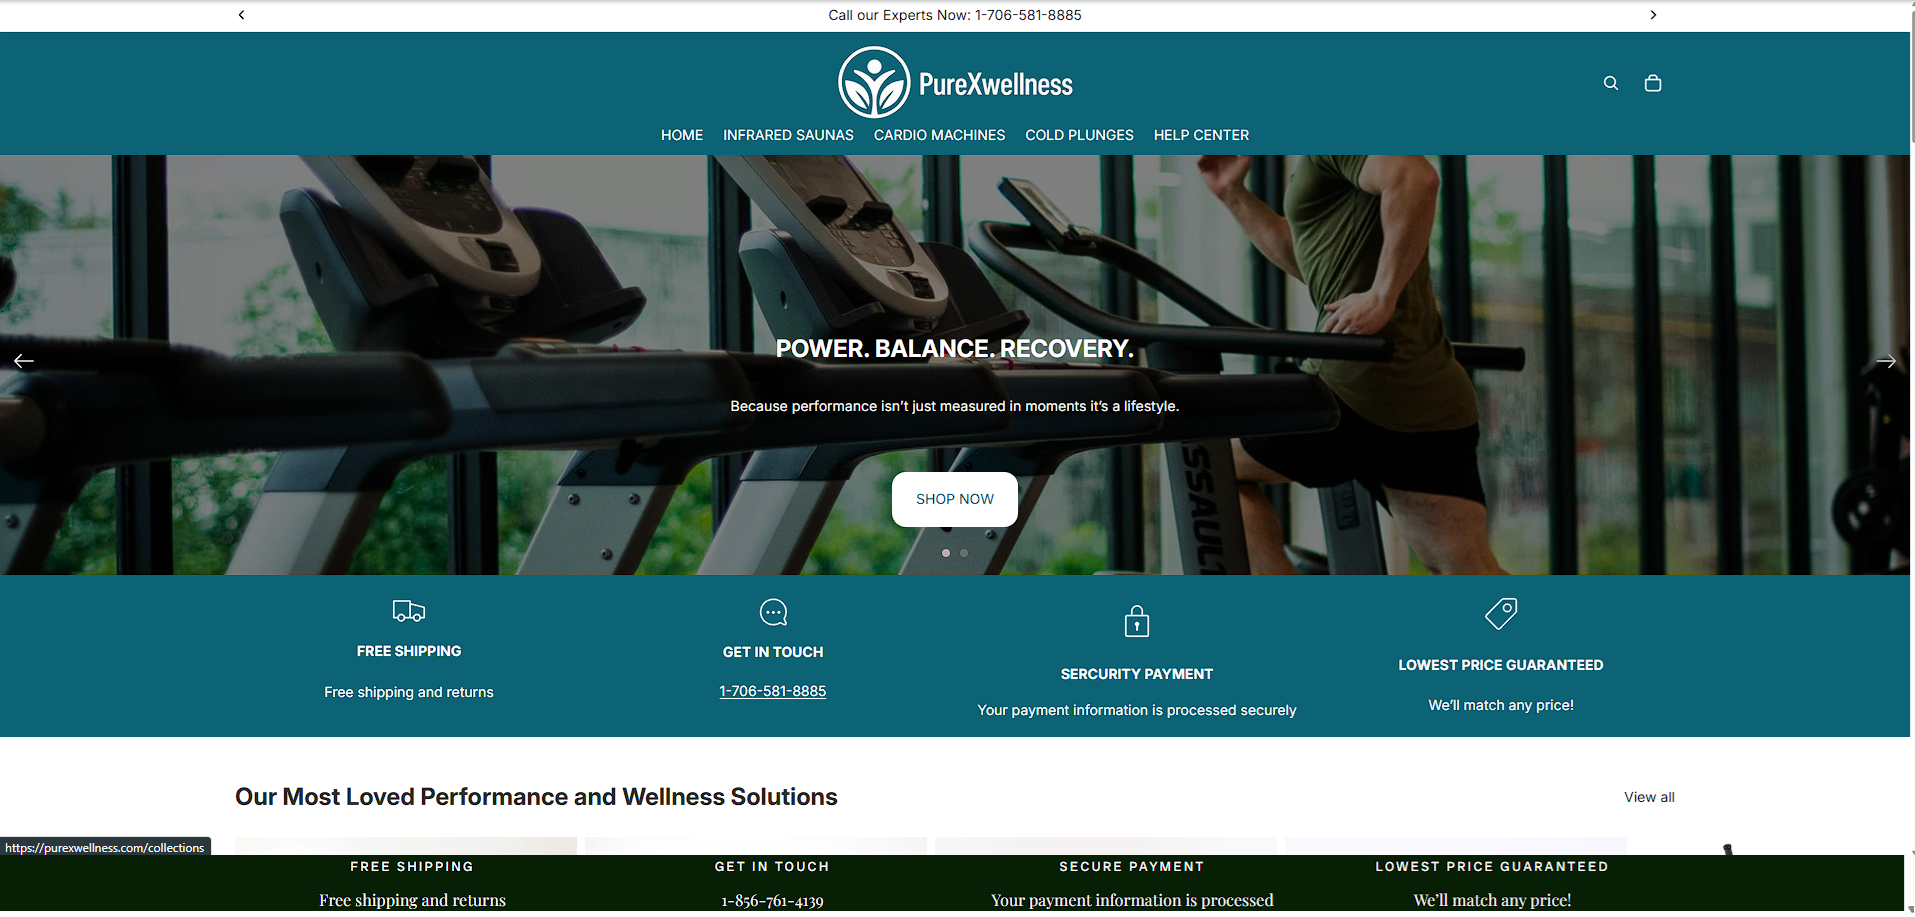 Call our Experts Now: 1-706-581-8885
PureXwellness
HOME INFRARED SAUNAS CARDIO MACHINES COLD PLUNGES HELP CENTER
POWER. BALANCE. RECOVERY.
Because performance isn't just measured in moments it's a lifestyle.
SHOP NOW
ASSAULT
FREE SHIPPING
Free shipping and returns
GET IN TOUCH
1-706-581-8885
SERCURITY PAYMENT
Your payment information is processed securely
LOWEST PRICE GUARANTEED
We'll match any price!
Our Most Loved Performance and Wellness Solutions
View all
https://purexwellness.com/collections
FREE SHIPPING
Free shipping and returns
GET IN TOUCH
1-856-761-4139
SECURE PAYMENT
Your payment information is processed
LOWEST PRICE GUARANTEED
We'll match any price!